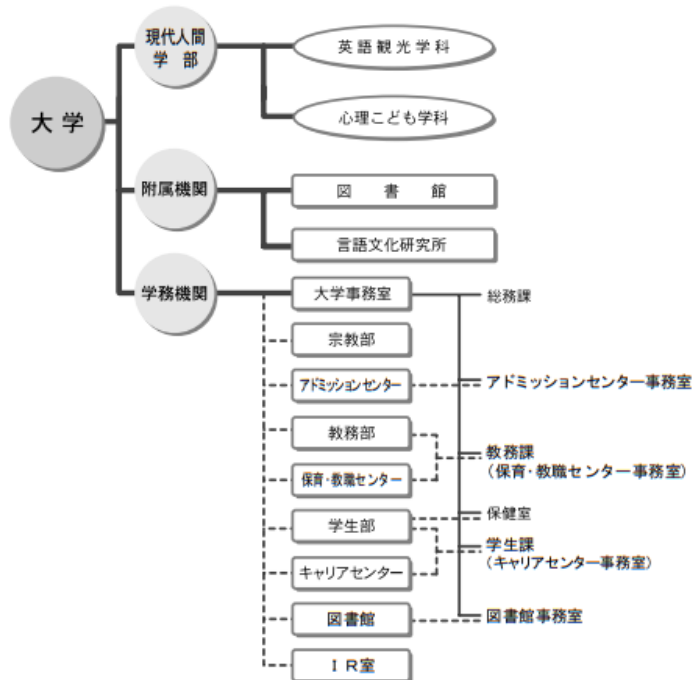 大学
現代人間
学部
英語観光学科
心理こども学科
附属機関
図書館
言語文化研究所
学務機関
大学事務室
総務課
宗教部
アドミッションセンター
アドミッションセンター事務室
教務部
教務課
(保育・教職センター事務室)
保育・教職センター
学生部
保健室
学生課
(キャリアセンター事務室)
キャリアセンター
図書館
図書館事務室
IR室